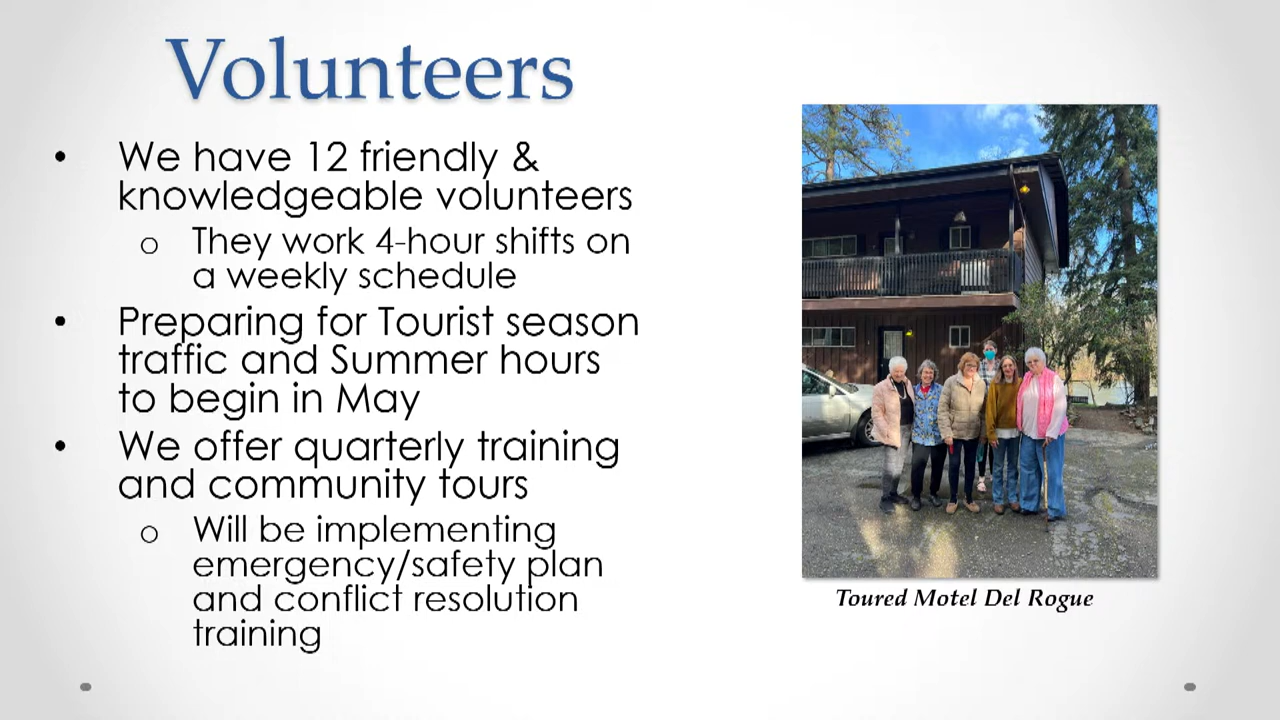 Volunteers
• We have 12 friendly &
knowledgeable volunteers
o They work 4-hour shifts on
a weekly schedule
• Preparing for Tourist season
traffic and Summer hours
to begin in May
• We offer quarterly training
and community tours
o Will be implementing
emergency/safety plan
and conflict resolution
training
Toured Motel Del Rogue